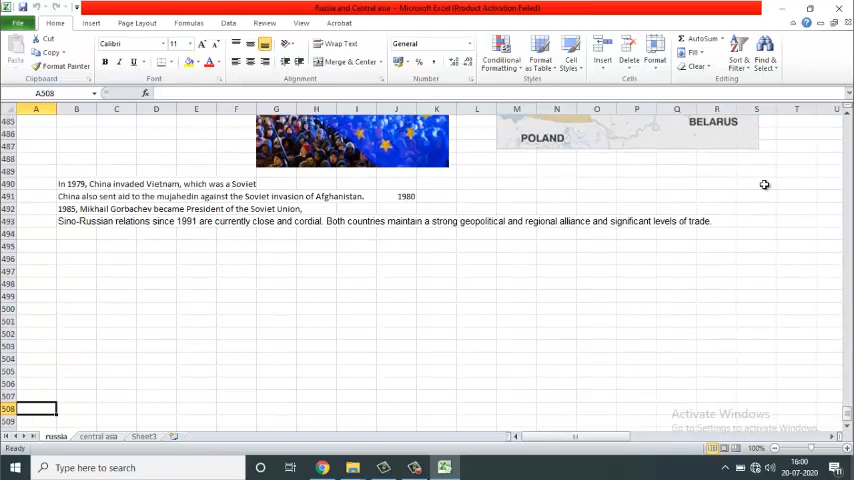 Russia and Central asia - Microsoft Excel (Product Activation Failed)
File Home Insert Page Layout Formulas Data Review View Acrobat
Paste
Cut
Copy
Format Painter
Clipboard
Calibri 11
B I U
Font
Wrap Text
Merge & Center
Alignment
General
Number
Conditional Formatting
Format as Table
Cell Styles
Styles
Insert Delete Format
Cells
AutoSum
Fill
Clear
Sort & Filter
Find & Select
Editing
A508 fx
A B C D E F G H I J K L M N O P Q R S T U
485 BELARUS
486 POLAND
487
488
489
490 In 1979, China invaded Vietnam, which was a Soviet
491 China also sent aid to the mujahedin against the Soviet invasion of Afghanistan. 1980
492 1985, Mikhail Gorbachev became President of the Soviet Union,
493 Sino-Russian relations since 1991 are currently close and cordial. Both countries maintain a strong geopolitical and regional alliance and significant levels of trade.
494
495
496
497
498
499
500
501
502
503
504
505
506
507
508
509
Activate Windows
Go to Settings to activate Windows.
russia central asia Sheet3
Ready 100%
Type here to search
16:00
20-07-2020
11